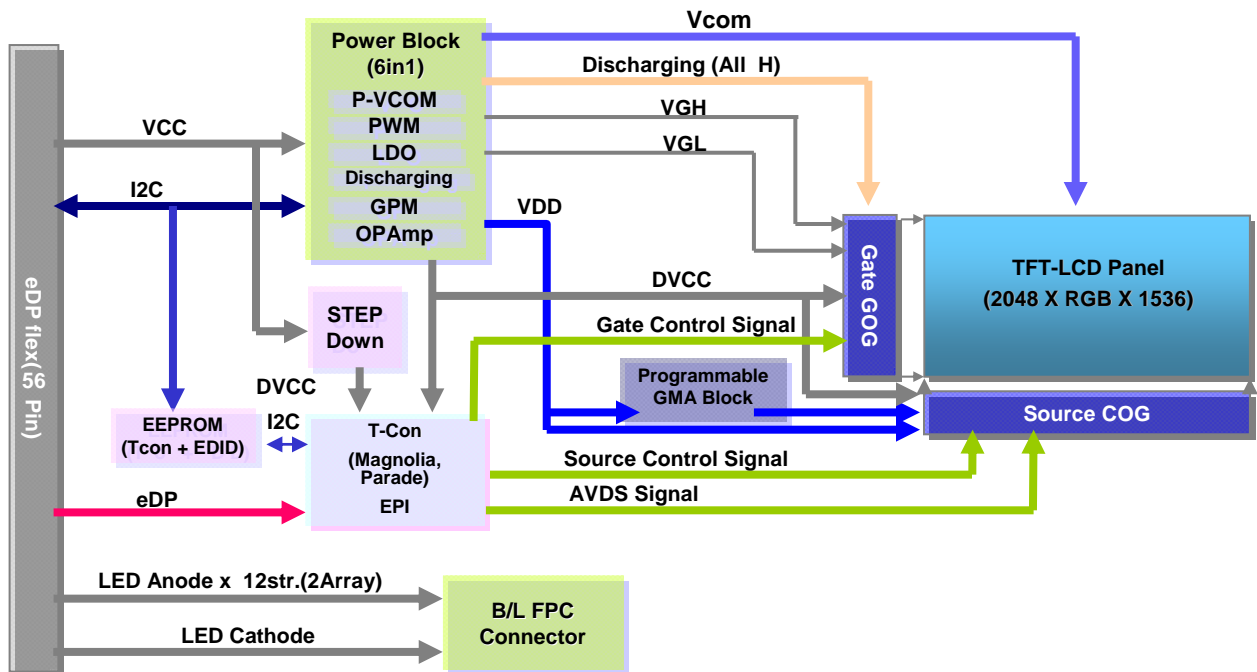 Vcom
Power Block
(6in1)
Discharging (All H)
P-VCOM
VGH
VCC
PWM
LDO
VGL
Discharging
I2C
GPM
VDD
OPAmp
eDP flex(56 Pin)
Gate GOG
TFT-LCD Panel
(2048 X RGB X 1536)
DVCC
STEP
Down
Gate Control Signal
DVCC
Programmable
GMA Block
EEPROM
(Tcon + EDID)
I2C
T-Con
(Magnolia,
Parade)
EPI
Source COG
Source Control Signal
AVDS Signal
eDP
LED Anode x 12str.(2Array)
B/L FPC
Connector
LED Cathode